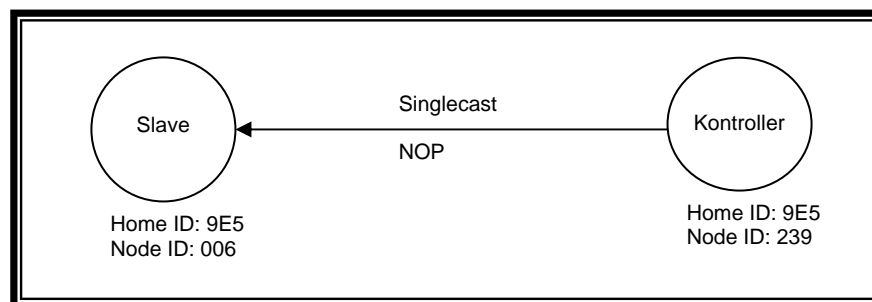 Singlecast
Slave
Kontroller
NOP
Home ID: 9E5
Node ID: 006
Home ID: 9E5
Node ID: 239